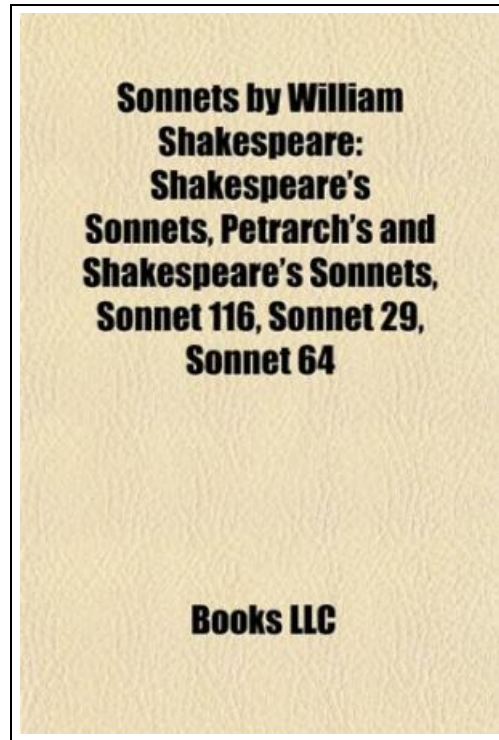 Sonnets by William
Shakespeare:
Shakespeare's
Sonnets, Petrarch's and
Shakespeare's Sonnets,
Sonnet 116, Sonnet 29,
Sonnet 64
Books LLC